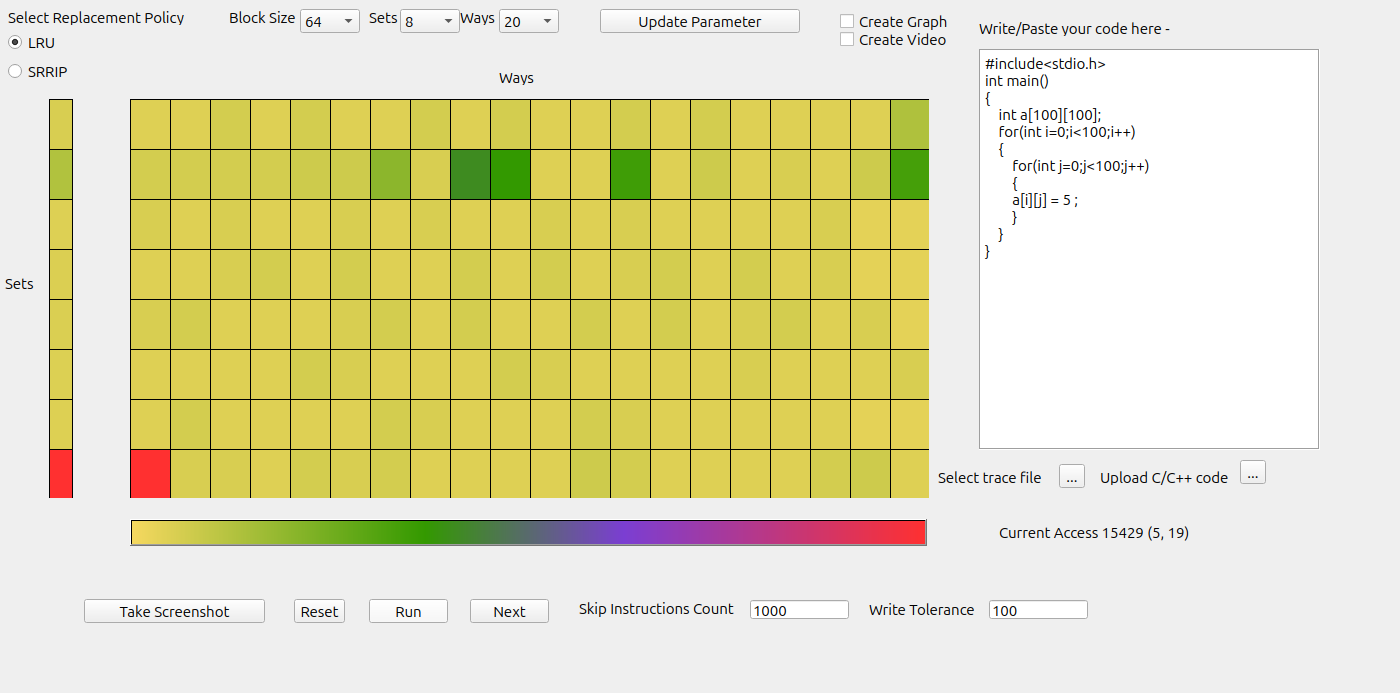 Select Replacement Policy
LRU
SRRIP
Block Size 64 Sets 8 Ways 20
Update Parameter
Create Graph
Create Video
Write/Paste your code here -
Ways
Sets
#include<stdio.h>
int main()
{
int a[100][100];
for(int i=0;i<100;i++)
{
for(int j=0;j<100;j++)
{
a[i][j] = 5 ;
}
}
}
Select trace file ... Upload C/C++ code ...
Current Access 15429 (5, 19)
Take Screenshot Reset Run Next Skip Instructions Count 1000 Write Tolerance 100